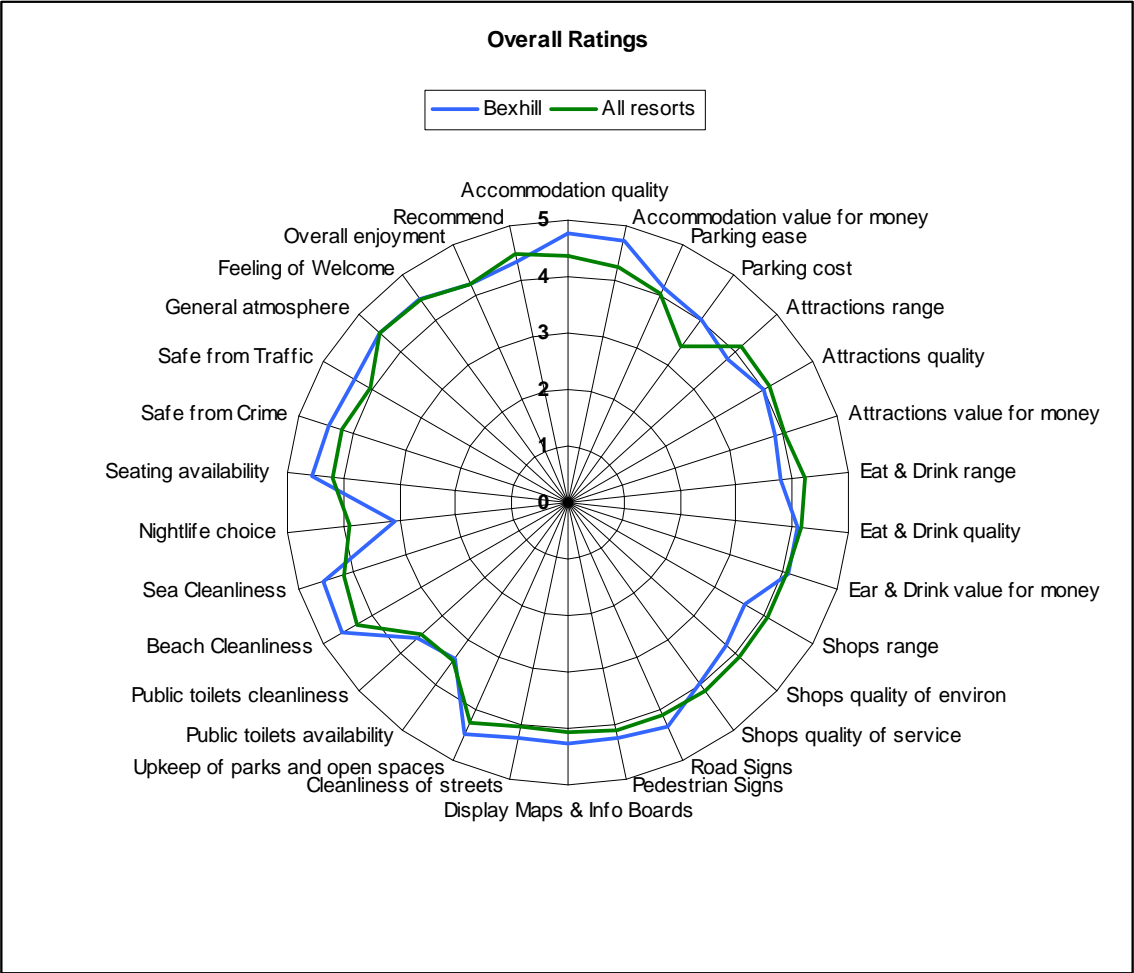 Overall Ratings
Bexhill
All resorts
Accommodation quality
Accommodation value for money
Parking ease
Parking cost
Attractions range
Attractions quality
Attractions value for money
Eat & Drink range
Eat & Drink quality
Ear & Drink value for money
Shops range
Shops quality of environ
Shops quality of service
Road Signs
Pedestrian Signs
Display Maps & Info Boards
Cleanliness of streets
Upkeep of parks and open spaces
Public toilets availability
Public toilets cleanliness
Beach Cleanliness
Sea Cleanliness
Nightlife choice
Seating availability
Safe from Crime
Safe from Traffic
General atmosphere
Feeling of Welcome
Overall enjoyment
Recommend
5
4
3
2
1
0